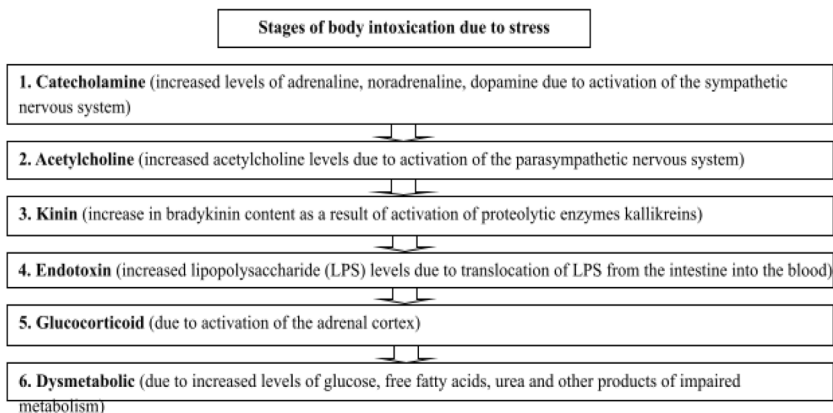 Stages of body intoxication due to stress
1. Catecholamine (increased levels of adrenaline, noradrenaline, dopamine due to activation of the sympathetic
nervous system)
2. Acetylcholine (increased acetylcholine levels due to activation of the parasympathetic nervous system)
3. Kinin (increase in bradykinin content as a result of activation of proteolytic enzymes kallikreins)
4. Endotoxin (increased lipopolysaccharide (LPS) levels due to translocation of LPS from the intestine into the blood)
5. Glucocorticoid (due to activation of the adrenal cortex)
6. Dysmetabolic (due to increased levels of glucose, free fatty acids, urea and other products of impaired
metabolism)